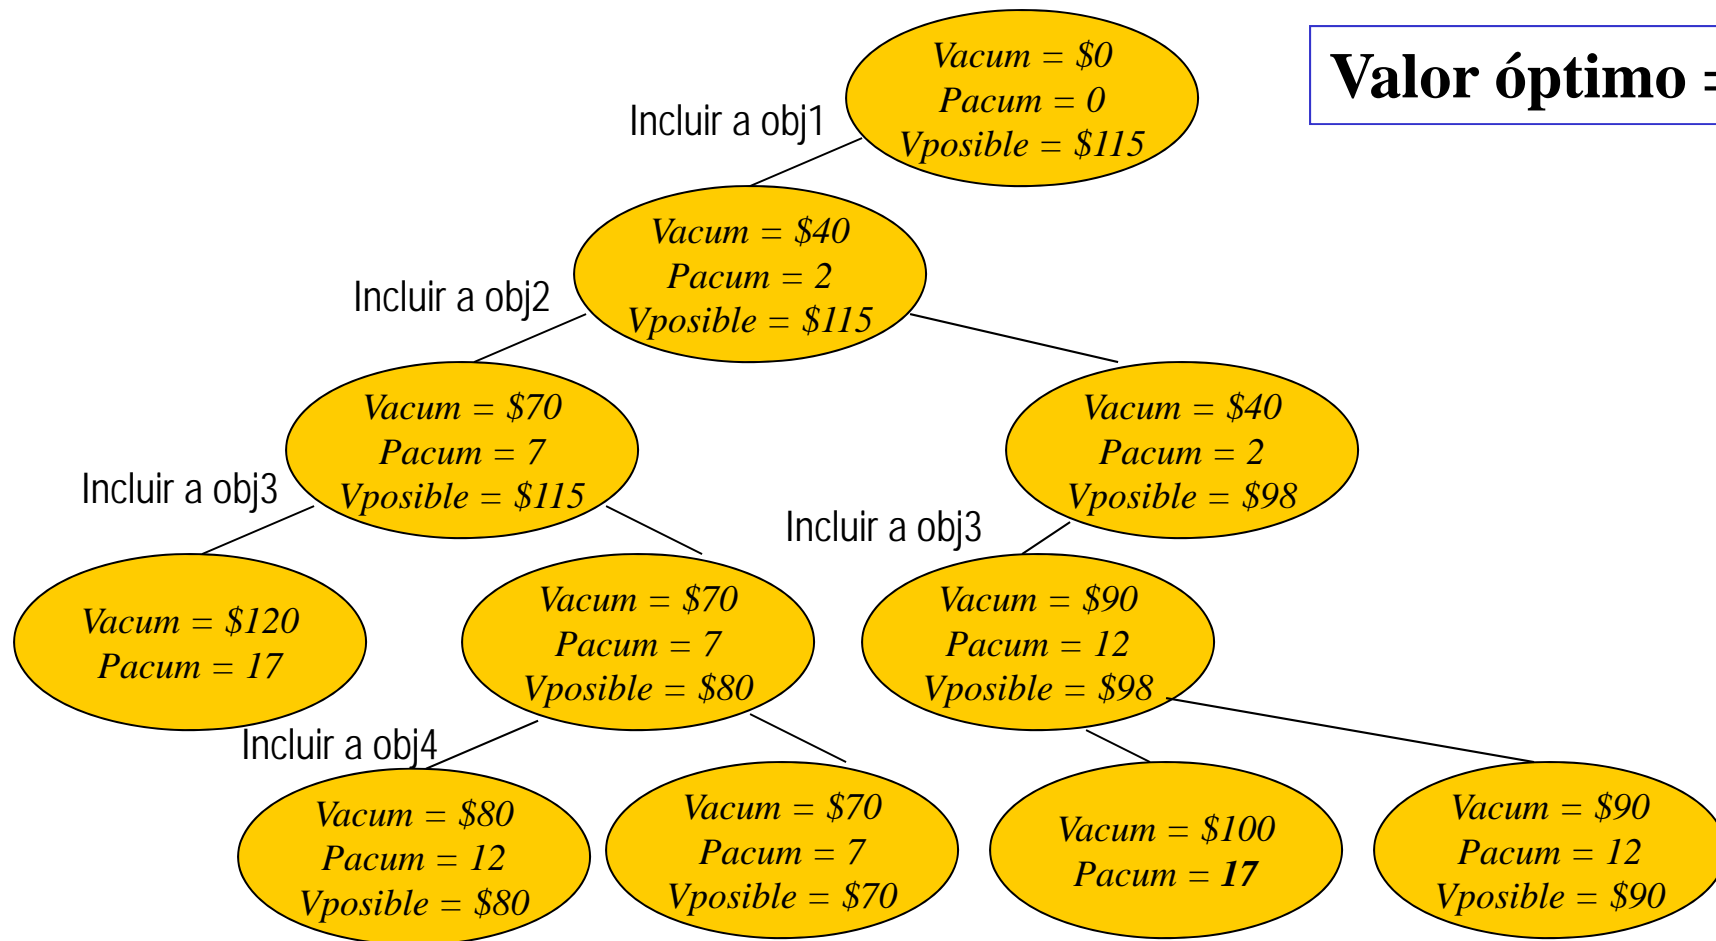 Vacum = $0
Pacum = 0
Vposible = $115
Valor óptimo =
Incluir a obj1
Vacum = $40
Pacum = 2
Vposible = $115
Incluir a obj2
Vacum = $70
Pacum = 7
Vposible = $115
Vacum = $40
Pacum = 2
Vposible = $98
Incluir a obj3
Incluir a obj3
Vacum = $120
Pacum = 17
Vacum = $70
Pacum = 7
Vposible = $80
Vacum = $90
Pacum = 12
Vposible = $98
Incluir a obj4
Vacum = $80
Pacum = 12
Vposible = $80
Vacum = $70
Pacum = 7
Vposible = $70
Vacum = $100
Pacum = 17
Vacum = $90
Pacum = 12
Vposible = $90